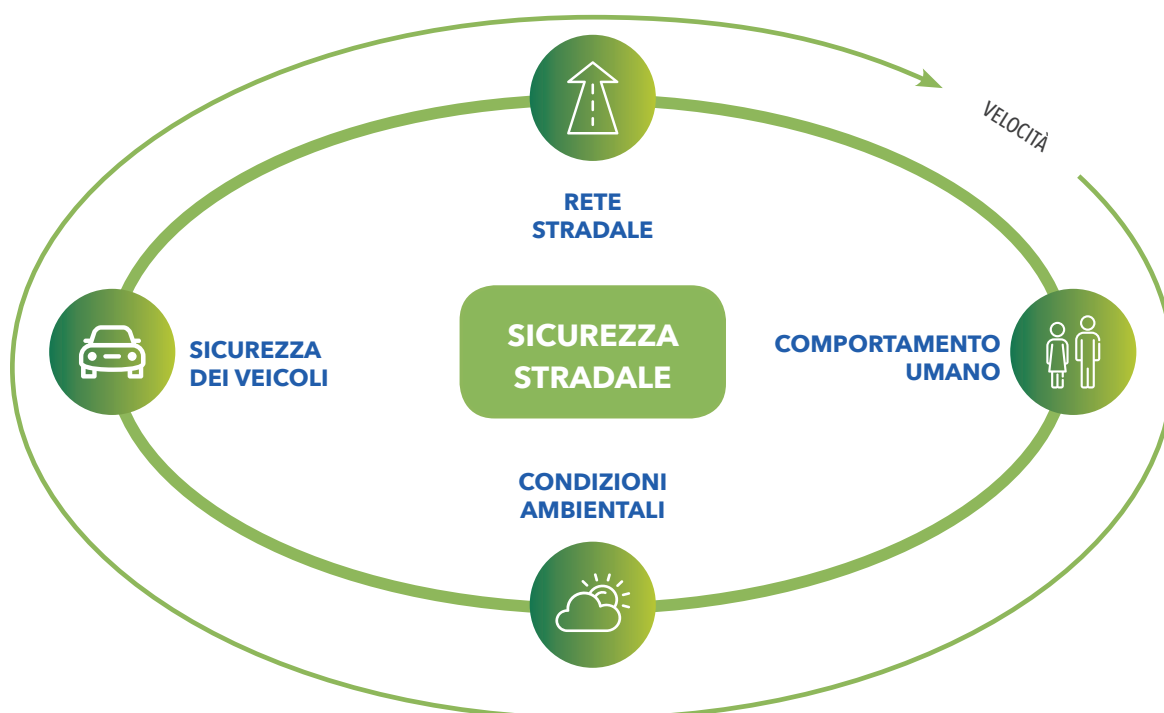 VELOCITÀ
RETE
STRADALE
SICUREZZA
STRADALE
SICUREZZA
DEI VEICOLI
COMPORTAMENTO
UMANO
CONDIZIONI
AMBIENTALI